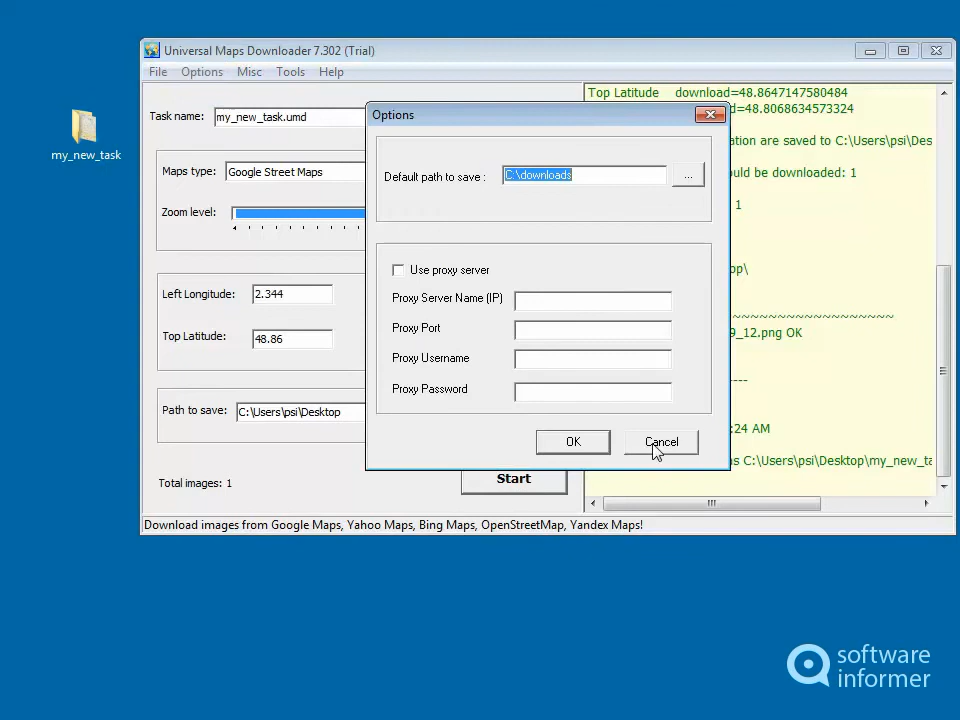 Universal Maps Downloader 7.302 (Trial)
File Options Misc Tools Help
Task name: my_new_task.umd
Maps type: Google Street Maps
Zoom level:
Left Longitude: 2.344
Top Latitude: 48.86
Path to save: C:\Users\psi\Desktop
Total images: 1
Start
Download images from Google Maps, Yahoo Maps, Bing Maps, OpenStreetMap, Yandex Maps!
my_new_task
Options
Default path to save : C:\downloads ...
Use proxy server
Proxy Server Name (IP)
Proxy Port
Proxy Username
Proxy Password
OK Cancel
Top Latitude download=48.8647147580484
d=48.8068634573324
ation are saved to C:\Users\psi\Des
ould be downloaded: 1
1
op\
~~~~~~~~~~~~~~~~~~
9_12.png OK
----
:24 AM
as C:\Users\psi\Desktop\my_new_ta
software
informer